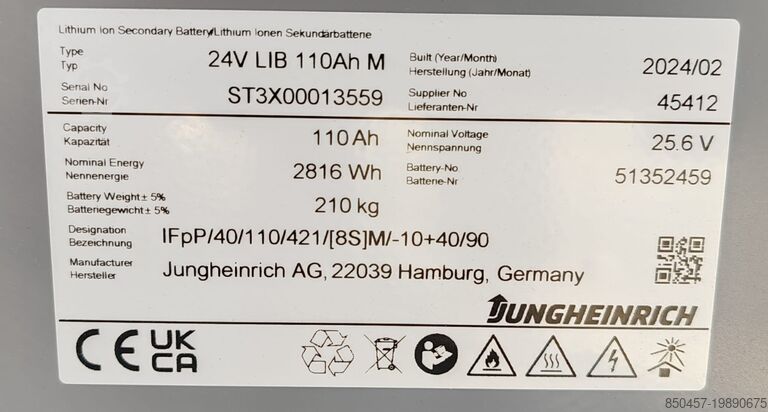 Lithium Ion Secondary Battery/Lithium Ionen Sekundärbatterie
Type
Typ
24V LIB 110Ah M
Built (Year/Month)
Herstellung (Jahr/Monat)
2024/02
Serial No
Serien-Nr
ST3X00013559
Supplier No
Lieferanten-Nr
45412
Capacity
Kapazität
110 Ah
Nominal Voltage
Nennspannung
25.6 V
Nominal Energy
Nennenergie
2816 Wh
Battery-No
Batterie-Nr
51352459
Battery Weight± 5%
Batteriegewicht± 5%
210 kg
Designation
Bezeichnung
IFpP/40/110/421/[8S]M/-10+40/90
Manufacturer
Hersteller
Jungheinrich AG, 22039 Hamburg, Germany
JUNGHEINRICH
CE
UK
CA
850457-19890675